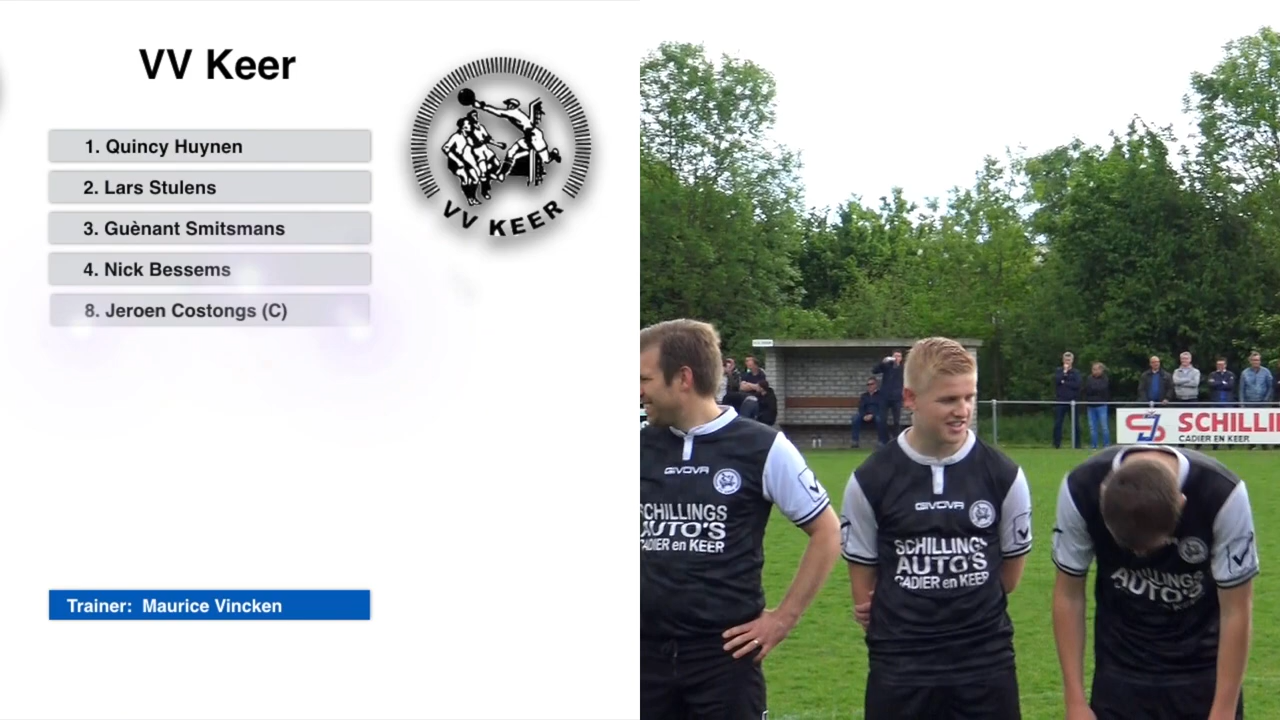 VV Keer
1. Quincy Huynen
2. Lars Stulens
3. Guènant Smitsmans
4. Nick Bessems
8. Jeroen Costongs (C)
Trainer: Maurice Vincken
VV KEER
GIVOVA
SCHILLINGS
AUTO'S
CADIER en KEER
GIVOVA
SCHILLINGS
AUTO'S
CADIER en KEER
AUTO'S
SCHILLI
CADIER EN KEER